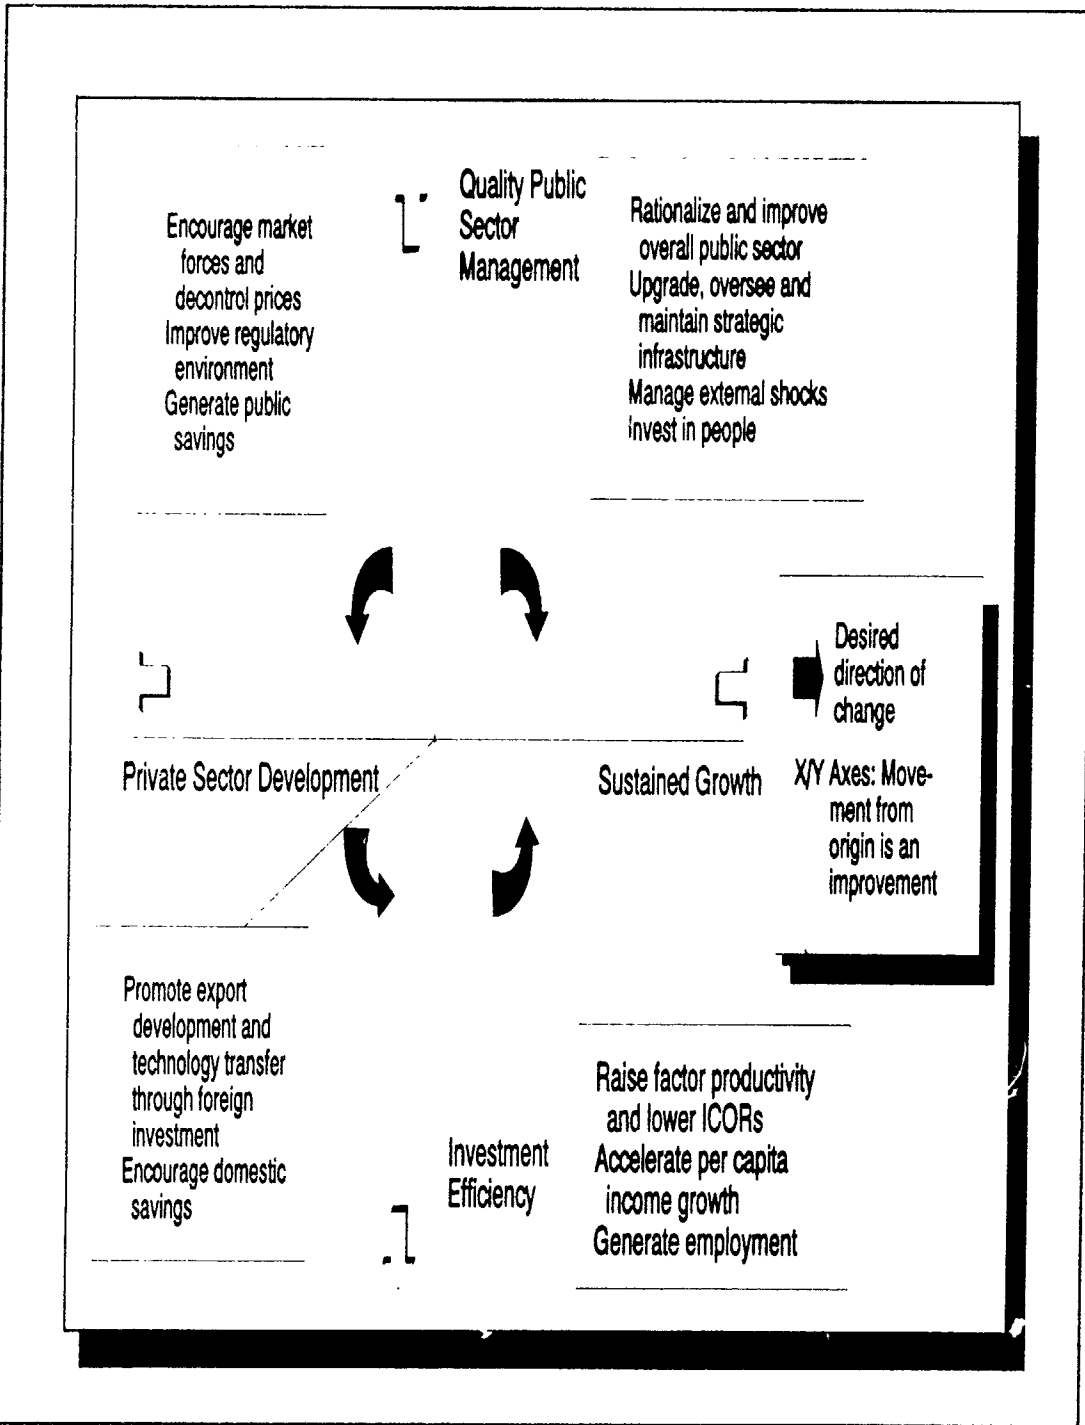 Encourage market
forces and
decontrol prices
Improve regulatory
environment
Generate public
savings
Quality Public
Sector
Management
Rationalize and improve
overall public sector
Upgrade, oversee and
maintain strategic
infrastructure
Manage external shocks
Invest in people
Desired
direction of
change
X/Y Axes: Move-
ment from
origin is an
improvement
Private Sector Development
Sustained Growth
Promote export
development and
technology transfer
through foreign
investment
Encourage domestic
savings
Investment
Efficiency
Raise factor productivity
and lower ICORs
Accelerate per capita
income growth
Generate employment